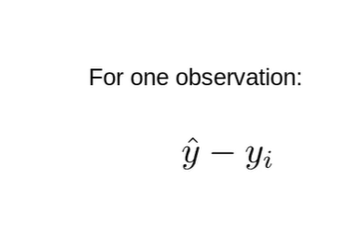 For one observation:
ŷ − yᵢ